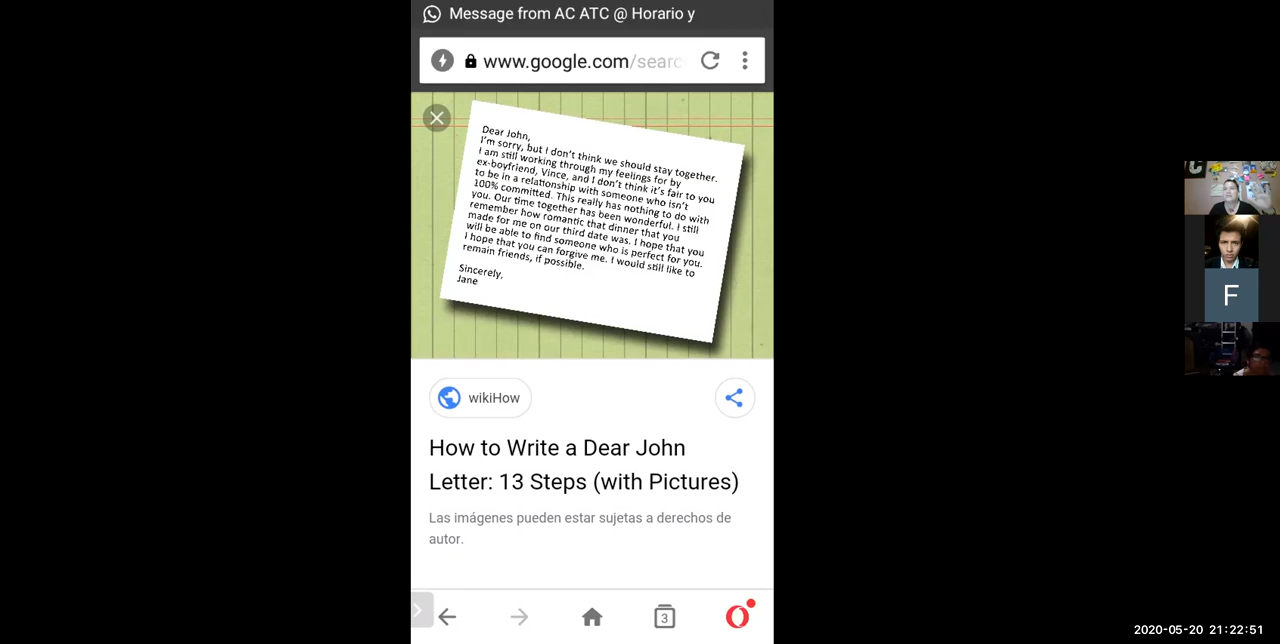 Message from AC ATC @ Horario y
www.google.com/searc
Dear John,
I'm sorry, but I don't think we should stay together.
I am still working through my feelings for by
ex-boyfriend, Vince, and I don't think it's fair to you
to be in a relationship with someone who isn't
100% committed. This really has nothing to do with
you. Our time together has been wonderful. I still
remember how romantic that dinner that you
made for me on our third date was. I hope that you
will be able to find someone who is perfect for you.
I hope that you can forgive me. I would still like to
remain friends, if possible.
Sincerely,
Jane
wikiHow
How to Write a Dear John
Letter: 13 Steps (with Pictures)
Las imágenes pueden estar sujetas a derechos de
autor.
3
C
F
2020-05-20 21:22:51